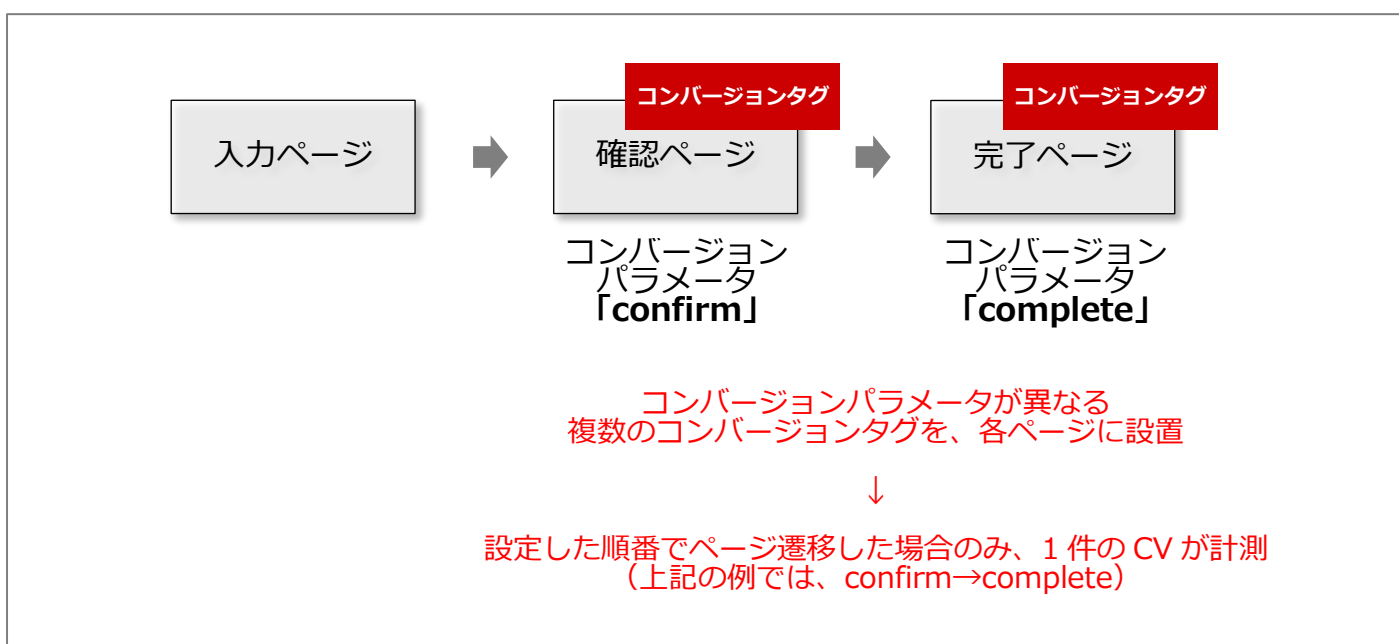 コンバージョンタグ
コンバージョンタグ
入力ページ
確認ページ
完了ページ
コンバージョン
パラメータ
「confirm」
コンバージョン
パラメータ
「complete」
コンバージョンパラメータが異なる
複数のコンバージョンタグを、各ページに設置
↓
設定した順番でページ遷移した場合のみ、1 件の CV が計測
（上記の例では、confirm→complete）